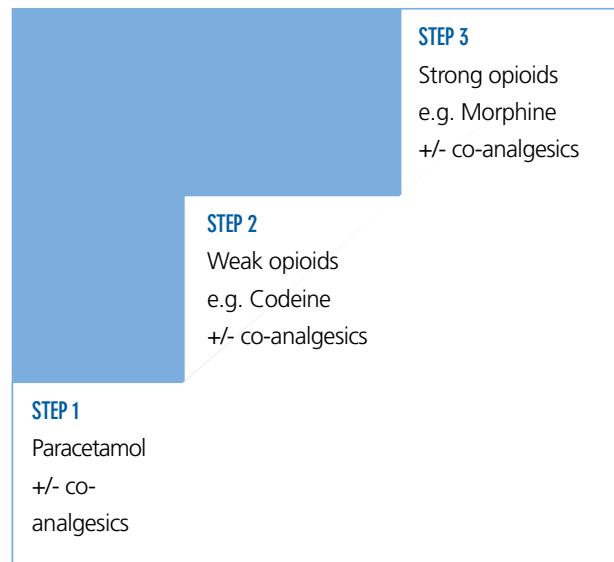 STEP 3
Strong opioids
e.g. Morphine
+/- co-analgesics
STEP 2
Weak opioids
e.g. Codeine
+/- co-analgesics
STEP 1
Paracetamol
+/- co-
analgesics